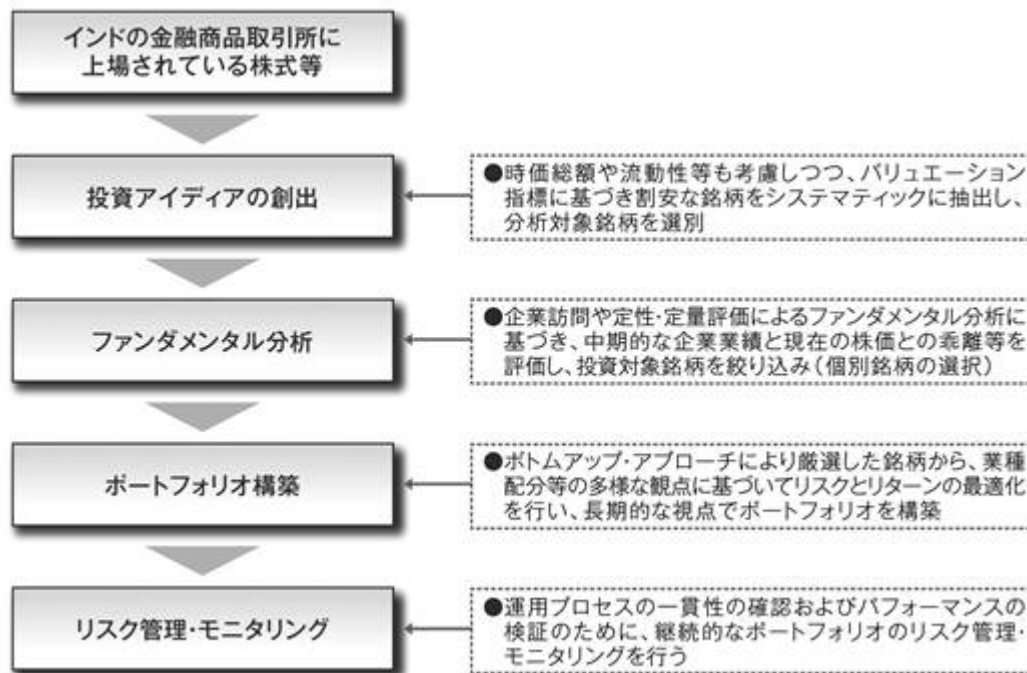 インドの金融商品取引所に
上場されている株式等
投資アイディアの創出
●時価総額や流動性等も考慮しつつ、バリュエーション
指標に基づき割安な銘柄をシステマティックに抽出し、
分析対象銘柄を選別
ファンダメンタル分析
●企業訪問や定性・定量評価によるファンダメンタル分析に
基づき、中期的な企業業績と現在の株価との乖離等を
評価し、投資対象銘柄を絞り込み（個別銘柄の選択）
ポートフォリオ構築
●ボトムアップ・アプローチにより厳選した銘柄から、業種
配分等の多様な観点に基づいてリスクとリターンの最適化
を行い、長期的な視点でポートフォリオを構築
リスク管理・モニタリング
●運用プロセスの一貫性の確認およびパフォーマンスの
検証のために、継続的なポートフォリオのリスク管理・
モニタリングを行う